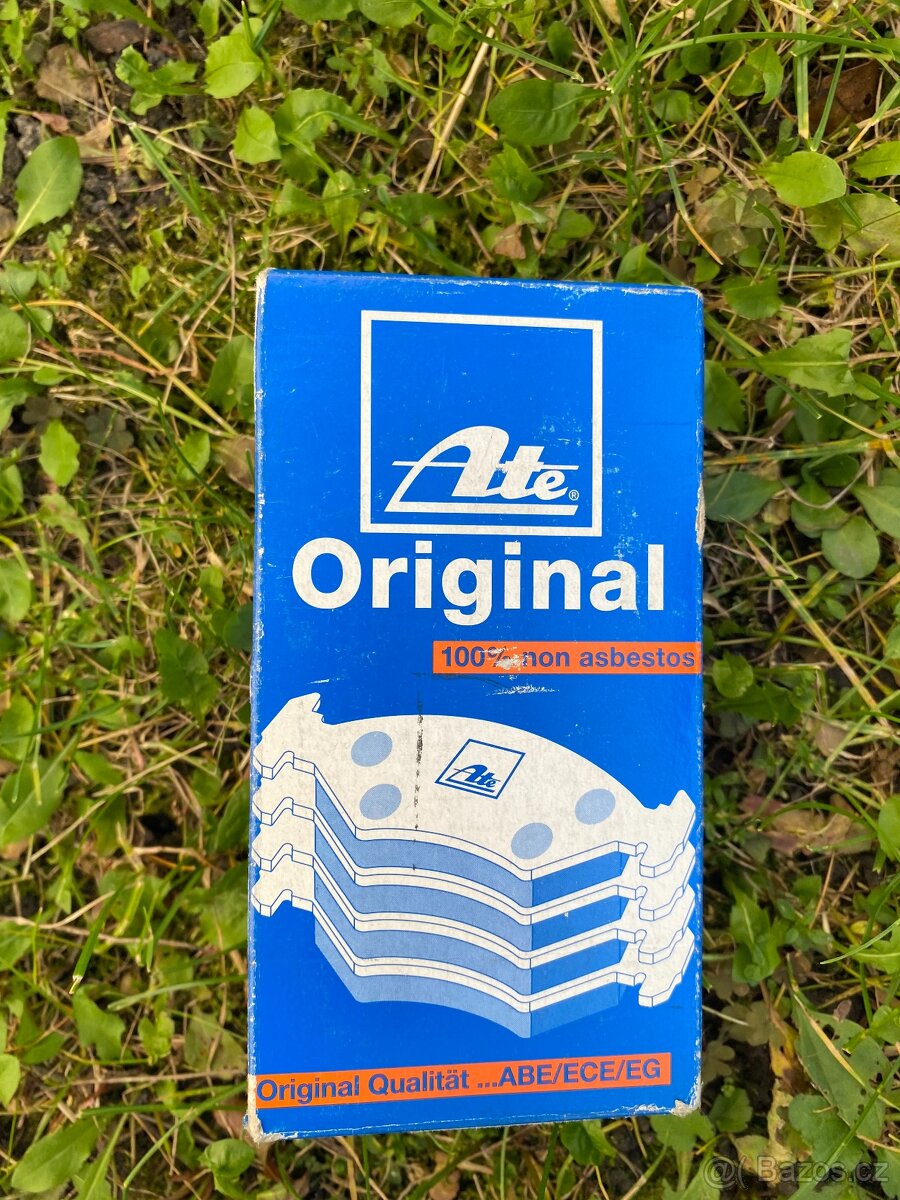 Ate®
Original
100% non asbestos
Ate
Original Qualität ...ABE/ECE/EG
@( Bazos.cz